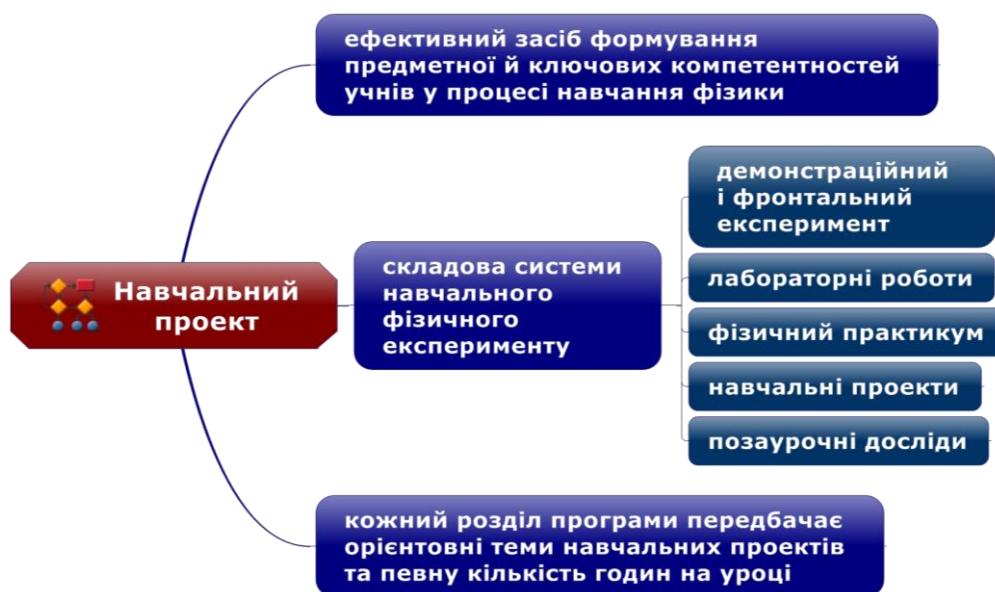 ефективний засіб формування
предметної й ключових компетентностей
учнів у процесі навчання фізики
Навчальний
проект
складова системи
навчального
фізичного
експерименту
демонстраційний
і фронтальний
експеримент
лабораторні роботи
фізичний практикум
навчальні проекти
позаурочні досліди
кожний розділ програми передбачає
орієнтовні теми навчальних проектів
та певну кількість годин на уроці